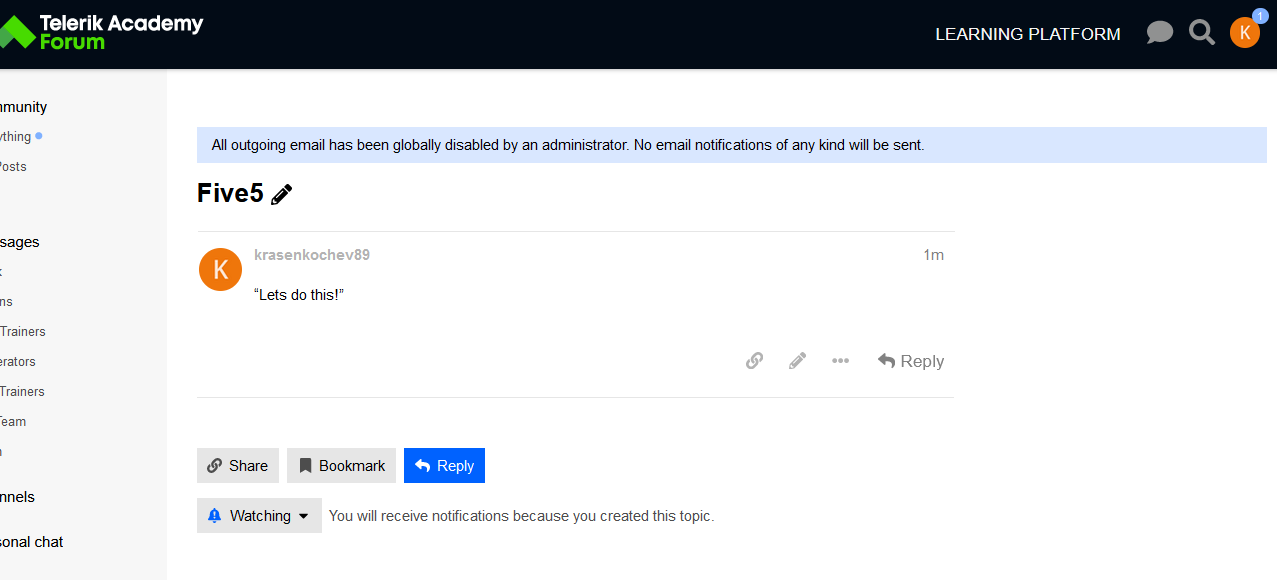 Telerik Academy
Forum
LEARNING PLATFORM
K
1
mmunity
ything
Posts
All outgoing email has been globally disabled by an administrator. No email notifications of any kind will be sent.
Five5
sages
K
krasenkochev89
1m
“Lets do this!”
ns
Trainers
erators
Reply
Trainers
Team
Share
Bookmark
Reply
nnels
Watching
You will receive notifications because you created this topic.
sonal chat